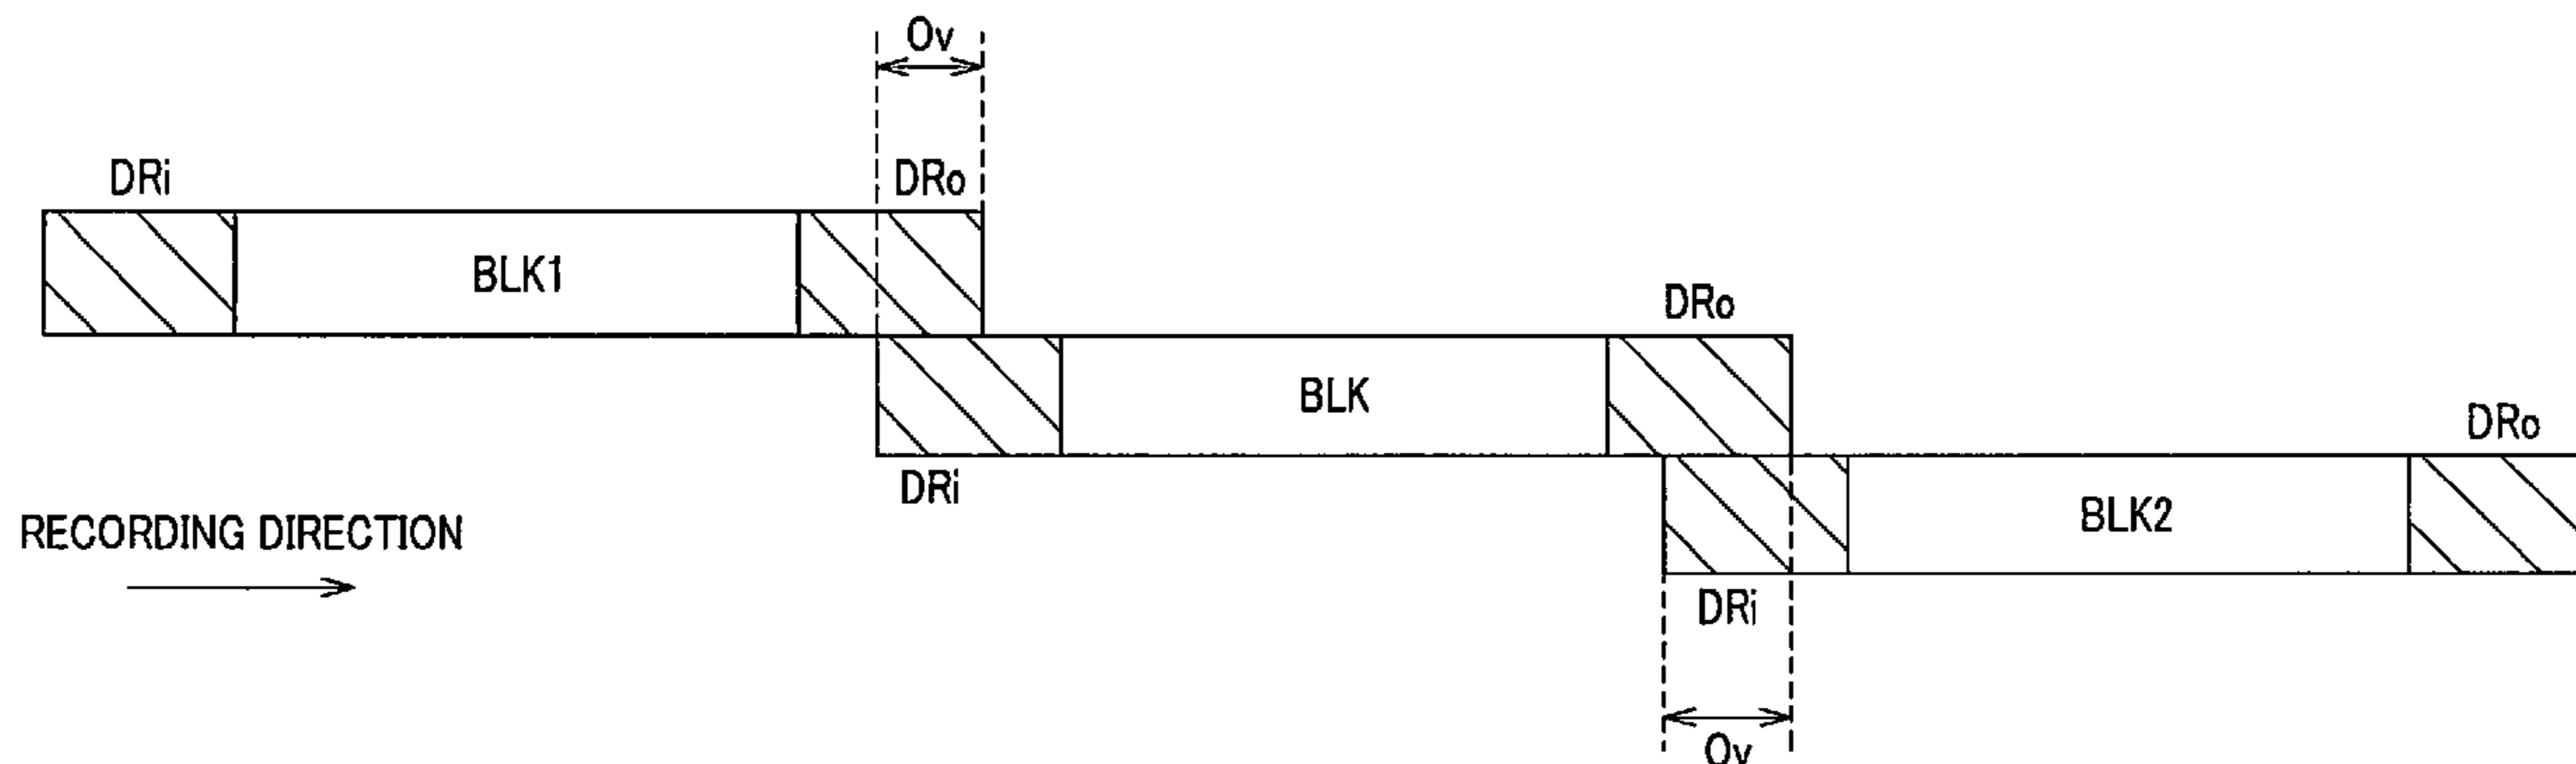 Ov
DRi
DRo
BLK1
DRo
BLK
DRo
DRi
BLK2
RECORDING DIRECTION
DRi
Ov